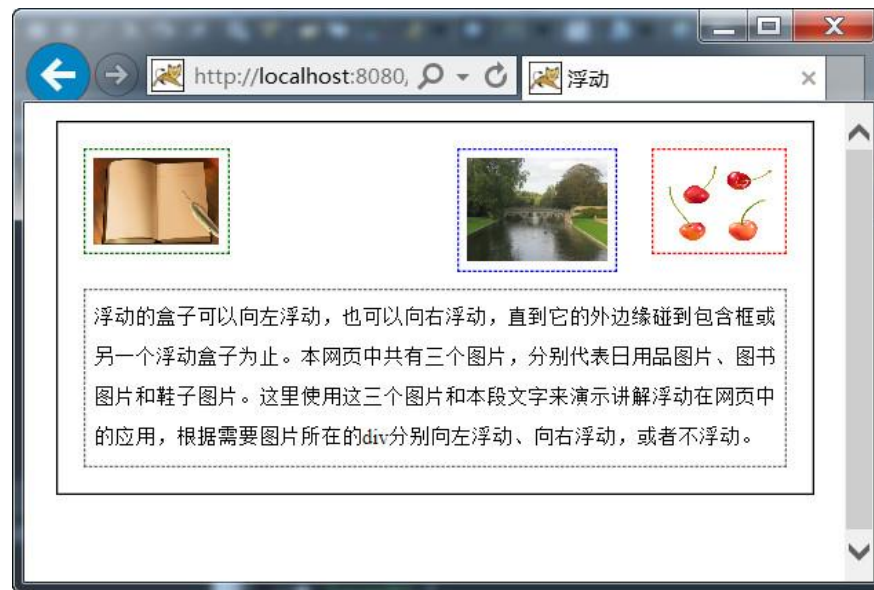 http://localhost:8080,
浮动
浮动的盒子可以向左浮动，也可以向右浮动，直到它的外边缘碰到包含框或
另一个浮动盒子为止。本网页中共有三个图片，分别代表日用品图片、图书
图片和鞋子图片。这里使用这三个图片和本段文字来演示讲解浮动在网页中
的应用，根据需要图片所在的div分别向左浮动、向右浮动，或者不浮动。